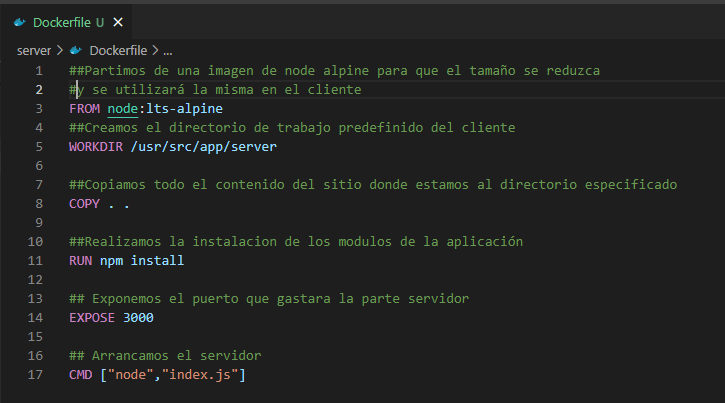 Dockerfile U
server > Dockerfile > ...
1 ##Partimos de una imagen de node alpine para que el tamaño se reduzca
2 #y se utilizará la misma en el cliente
3 FROM node:lts-alpine
4 ##Creamos el directorio de trabajo predefinido del cliente
5 WORKDIR /usr/src/app/server
6
7 ##Copiamos todo el contenido del sitio donde estamos al directorio especificado
8 COPY . .
9
10 ##Realizamos la instalacion de los modulos de la aplicación
11 RUN npm install
12
13 ## Exponemos el puerto que gastara la parte servidor
14 EXPOSE 3000
15
16 ## Arrancamos el servidor
17 CMD ["node","index.js"]